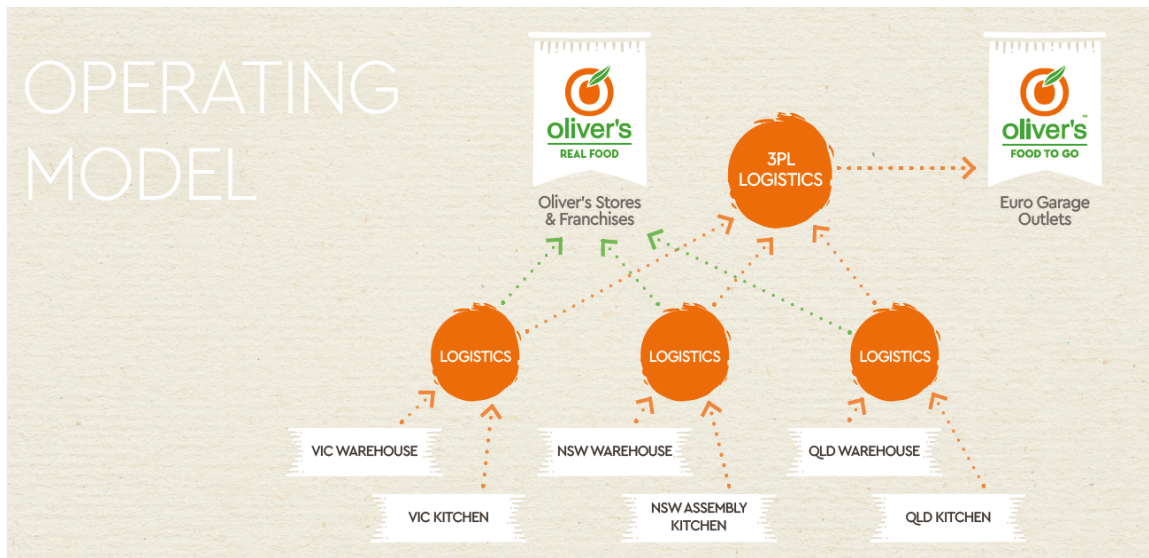 OPERATING
MODEL
oliver's
REAL FOOD
Oliver's Stores
& Franchises
3PL
LOGISTICS
oliver's™
FOOD TO GO
Euro Garage
Outlets
LOGISTICS
LOGISTICS
LOGISTICS
VIC WAREHOUSE
NSW WAREHOUSE
QLD WAREHOUSE
VIC KITCHEN
NSW ASSEMBLY
KITCHEN
QLD KITCHEN